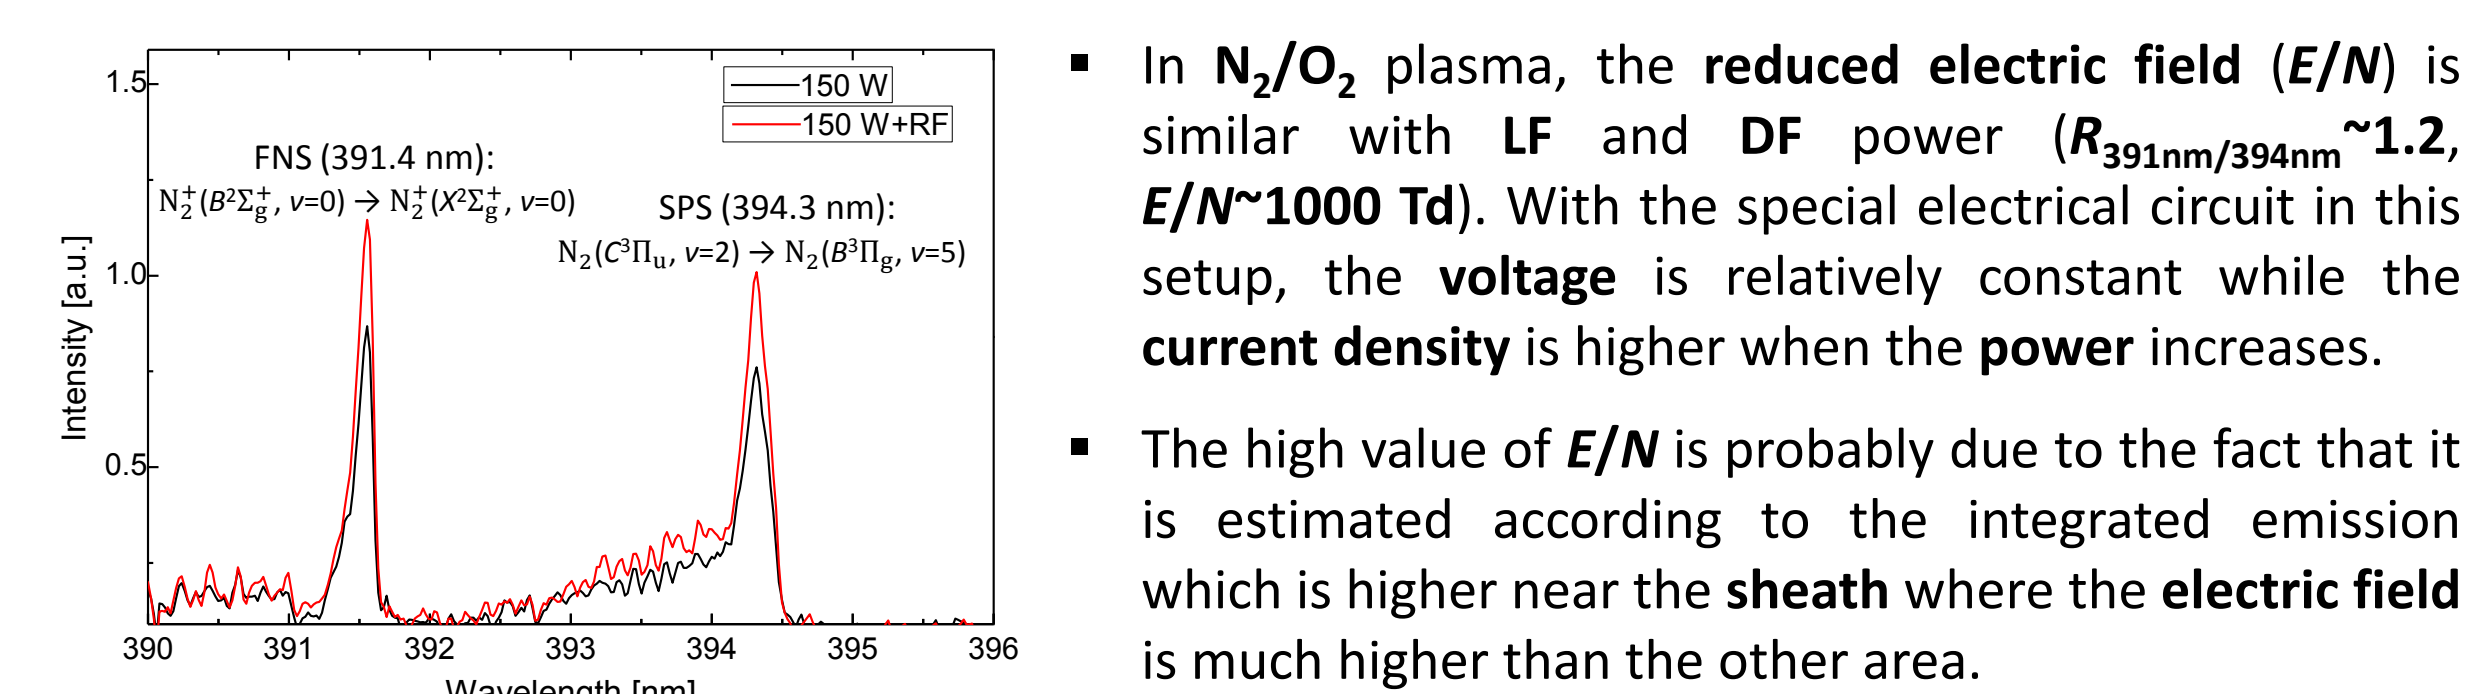 1.5
1.0
0.5
Intensity [a.u.]
150 W
150 W+RF
FNS (391.4 nm):
N₂⁺(B²Σg⁺, v=0) → N₂⁺(X²Σg⁺, v=0)
SPS (394.3 nm):
N₂(C³Πu, v=2) → N₂(B³Πg, v=5)
390 391 392 393 394 395 396
Wavelength [nm]
▪ In N₂/O₂ plasma, the reduced electric field (E/N) is
similar with LF and DF power (R391nm/394nm~1.2,
E/N~1000 Td). With the special electrical circuit in this
setup, the voltage is relatively constant while the
current density is higher when the power increases.
▪ The high value of E/N is probably due to the fact that it
is estimated according to the integrated emission
which is higher near the sheath where the electric field
is much higher than the other area.